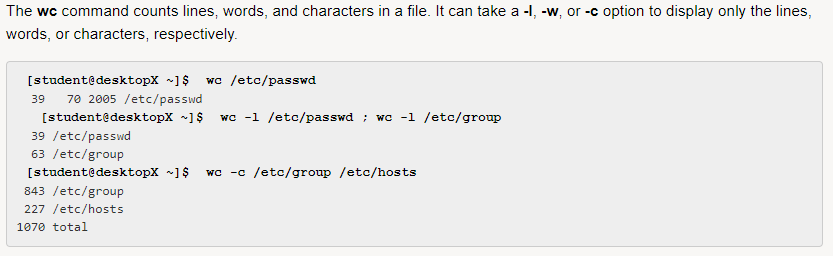 The wc command counts lines, words, and characters in a file. It can take a -l, -w, or -c option to display only the lines,
words, or characters, respectively.
[student@desktopX ~]$ wc /etc/passwd
39 70 2005 /etc/passwd
[student@desktopX ~]$ wc -l /etc/passwd ; wc -l /etc/group
39 /etc/passwd
63 /etc/group
[student@desktopX ~]$ wc -c /etc/group /etc/hosts
843 /etc/group
227 /etc/hosts
1070 total